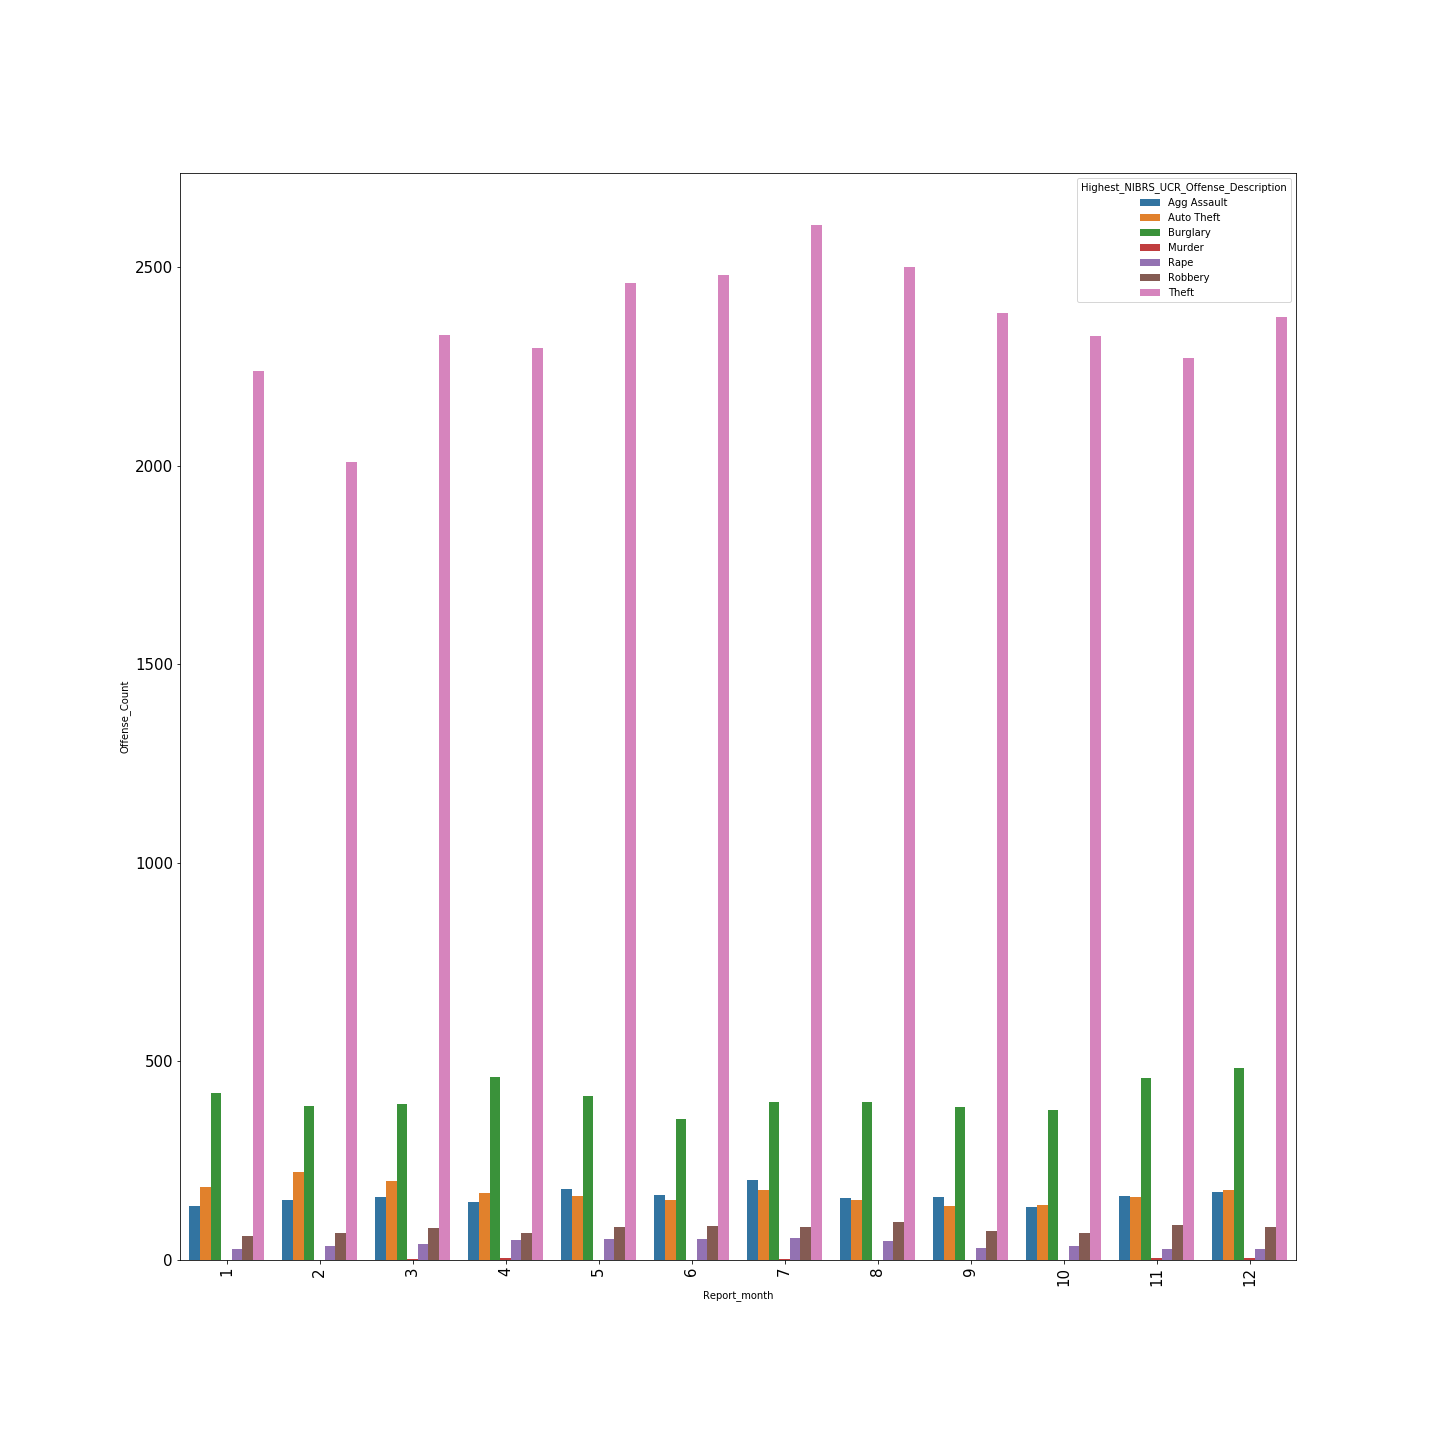 Highest_NIBRS_UCR_Offense_Description
Agg Assault
Auto Theft
Burglary
Murder
Rape
Robbery
Theft
2500
2000
1500
1000
500
0
Offense_Count
1 2 3 4 5 6 7 8 9 10 11 12
Report_month